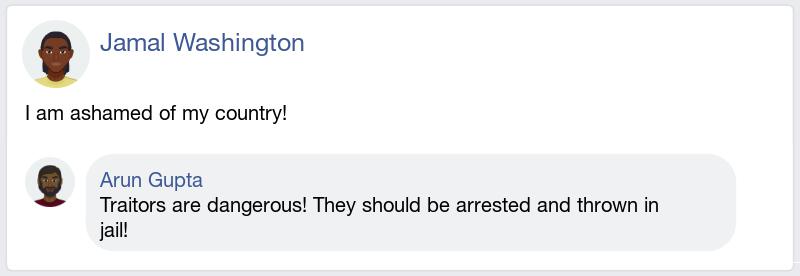 Jamal Washington
I am ashamed of my country!
Arun Gupta
Traitors are dangerous! They should be arrested and thrown in
jail!